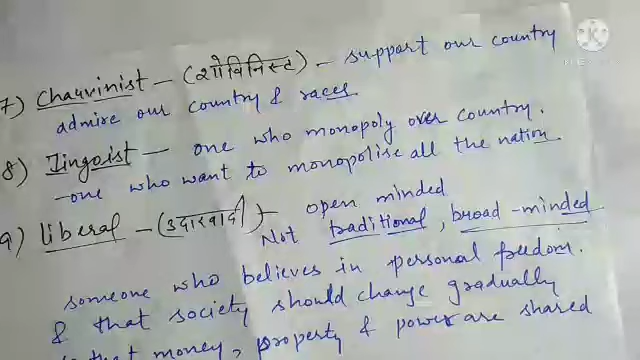 7) Chauvinist - (शोविनिस्ट) - support our country
admire our country & races
8) Jingoist - one who monopoly over country.
- one who want to monopolise all the nation
9) liberal - (उदारवादी) - open minded
Not traditional, broad-minded
someone who believes in personal freedom.
& that society should change gradually
that money, property & power are shared